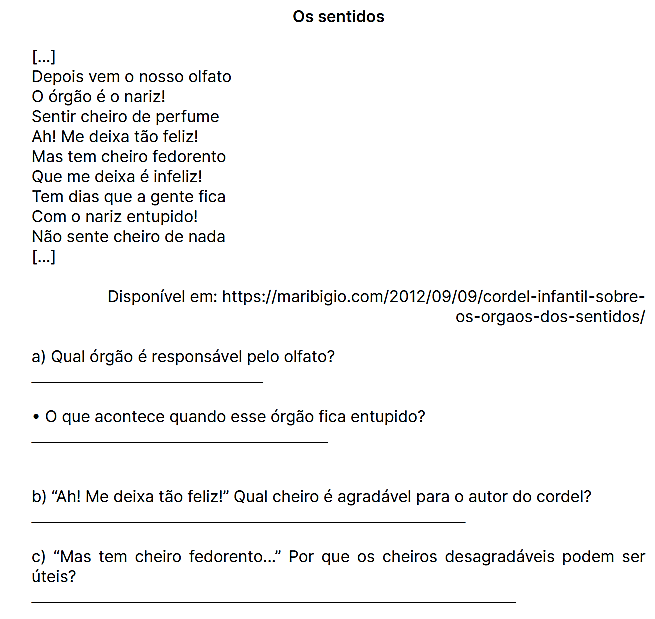 Os sentidos
[...]
Depois vem o nosso olfato
O órgão é o nariz!
Sentir cheiro de perfume
Ah! Me deixa tão feliz!
Mas tem cheiro fedorento
Que me deixa é infeliz!
Tem dias que a gente fica
Com o nariz entupido!
Não sente cheiro de nada
[...]
Disponível em: https://maribigio.com/2012/09/09/cordel-infantil-sobre-
os-orgaos-dos-sentidos/
a) Qual órgão é responsável pelo olfato?
• O que acontece quando esse órgão fica entupido?
b) “Ah! Me deixa tão feliz!” Qual cheiro é agradável para o autor do cordel?
c) “Mas tem cheiro fedorento...” Por que os cheiros desagradáveis podem ser
úteis?